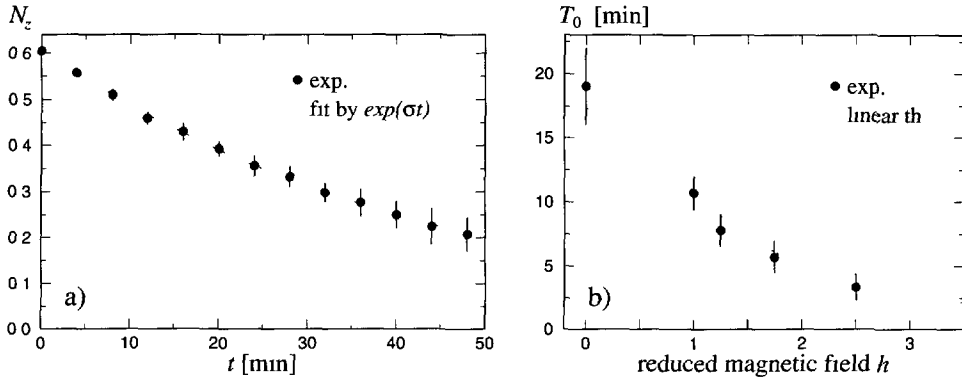 N_z
0 6
0 5
0 4
0 3
0 2
0 1
0 0
0 10 20 30 40 50
t [min]
a)
exp.
fit by exp(σt)
T_0 [min]
20
15
10
5
0
0 1 2 3
reduced magnetic field h
b)
exp.
linear th